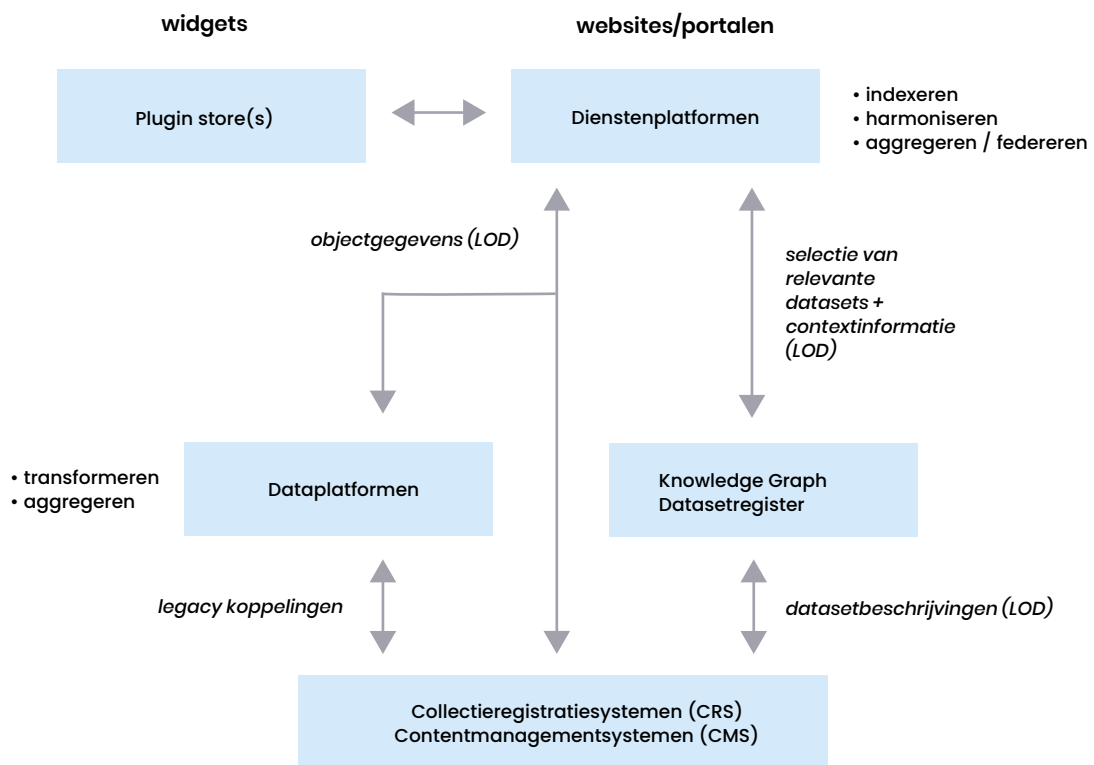 widgets
websites/portalen
Plugin store(s)
Dienstenplatformen
• indexeren
• harmoniseren
• aggregeren / federeren
objectgegevens (LOD)
selectie van
relevante
datasets +
contextinformatie
(LOD)
• transformeren
• aggregeren
Dataplatformen
Knowledge Graph
Datasetregister
legacy koppelingen
datasetbeschrijvingen (LOD)
Collectieregistratiesystemen (CRS)
Contentmanagementsystemen (CMS)